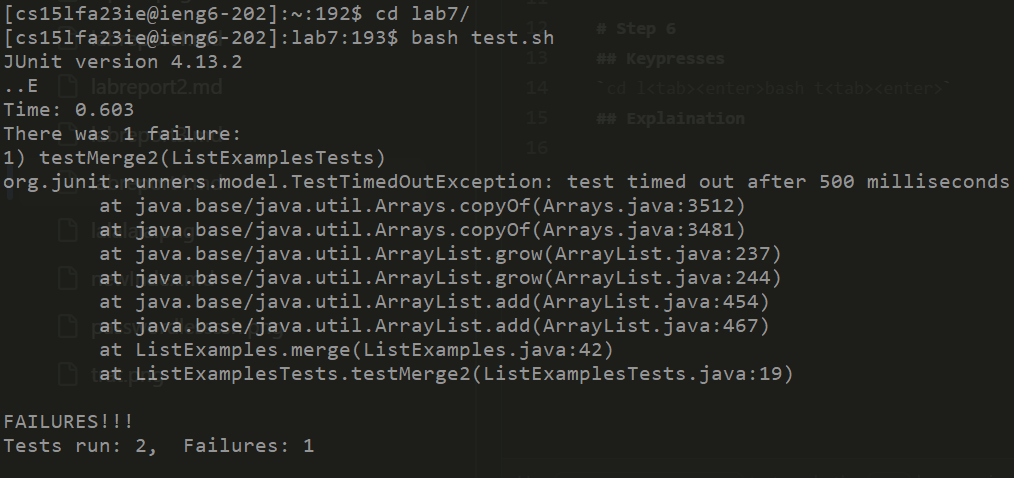 [cs15lfa23ie@ieng6-202]:~:192$ cd lab7/
[cs15lfa23ie@ieng6-202]:lab7:193$ bash test.sh
JUnit version 4.13.2
..E
Time: 0.603
There was 1 failure:
1) testMerge2(ListExamplesTests)
org.junit.runners.model.TestTimedOutException: test timed out after 500 milliseconds
at java.base/java.util.Arrays.copyOf(Arrays.java:3512)
at java.base/java.util.Arrays.copyOf(Arrays.java:3481)
at java.base/java.util.ArrayList.grow(ArrayList.java:237)
at java.base/java.util.ArrayList.grow(ArrayList.java:244)
at java.base/java.util.ArrayList.add(ArrayList.java:454)
at java.base/java.util.ArrayList.add(ArrayList.java:467)
at ListExamples.merge(ListExamples.java:42)
at ListExamplesTests.testMerge2(ListExamplesTests.java:19)
FAILURES!!!
Tests run: 2,  Failures: 1
labreport2.md
12 # Step 6
13 ## Keypresses
14 `cd l<tab><enter>bash t<tab><enter>`
15 ## Explaination
16